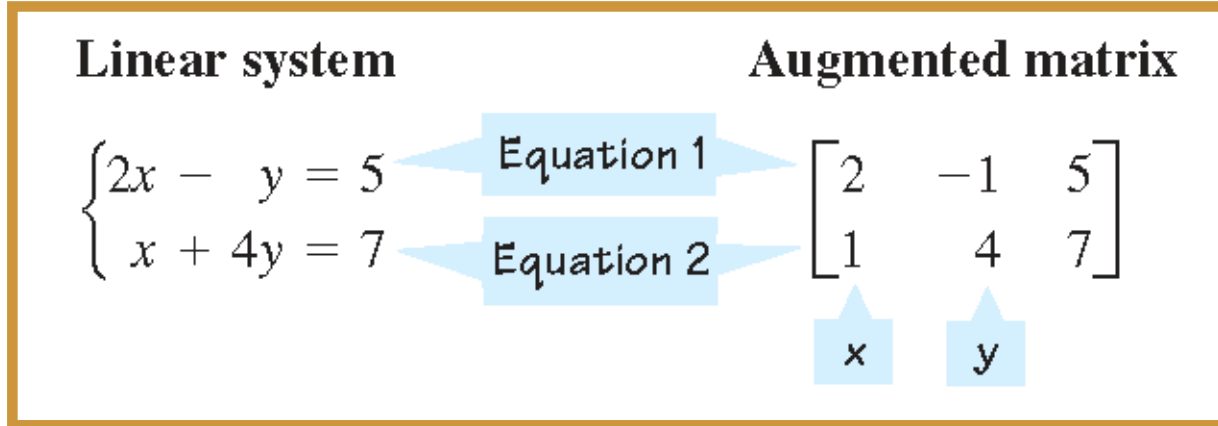 Linear system Augmented matrix
2x − y = 5 Equation 1 2 −1 5
x + 4y = 7 Equation 2 1 4 7
x y